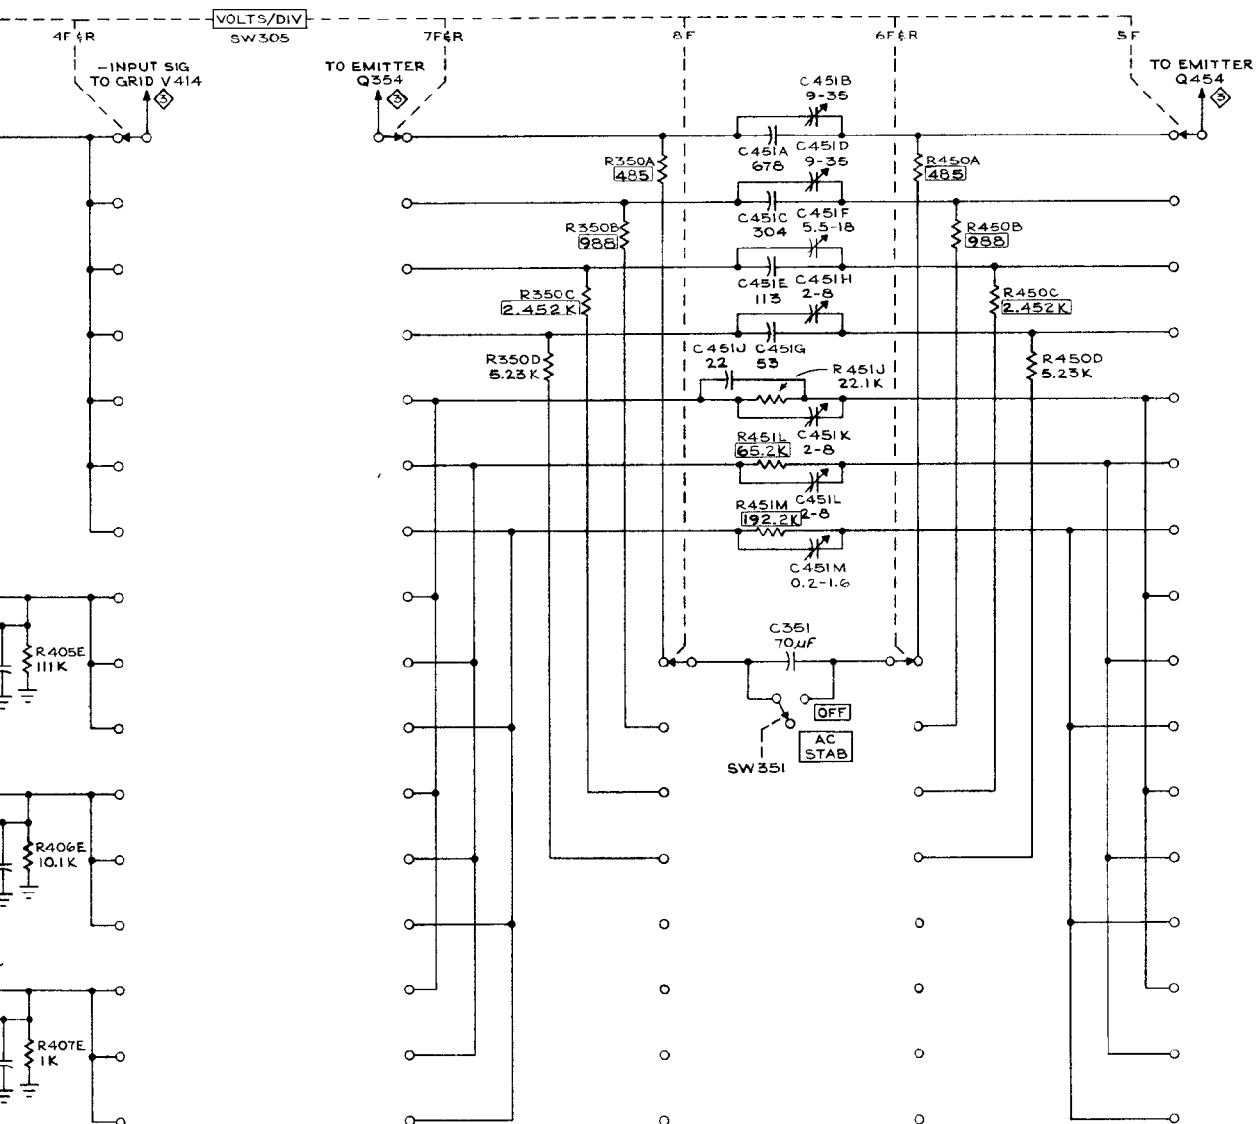 VOLTS/DIV
SW305
4F&R
7F&R
8F
6F&R
5F
-INPUT SIG
TO GRID V414
3
TO EMITTER
Q354
3
TO EMITTER
Q454
3
C451B
9-35
C451A
678
C451D
9-35
R350A
485
R450A
485
C451C
304
C451F
5.5-18
R350B
988
R450B
988
C451E
113
C451H
2-8
R350C
2.452K
R450C
2.452K
C451J
22
C451G
53
R350D
5.23K
R450D
5.23K
R451J
22.1K
R451L
65.2K
C451K
2-8
R451M
192.2K
C451L
2-8
C451M
0.2-1.6
C351
70µF
OFF
AC
STAB
SW351
R405E
111K
R406E
10.1K
R407E
1K